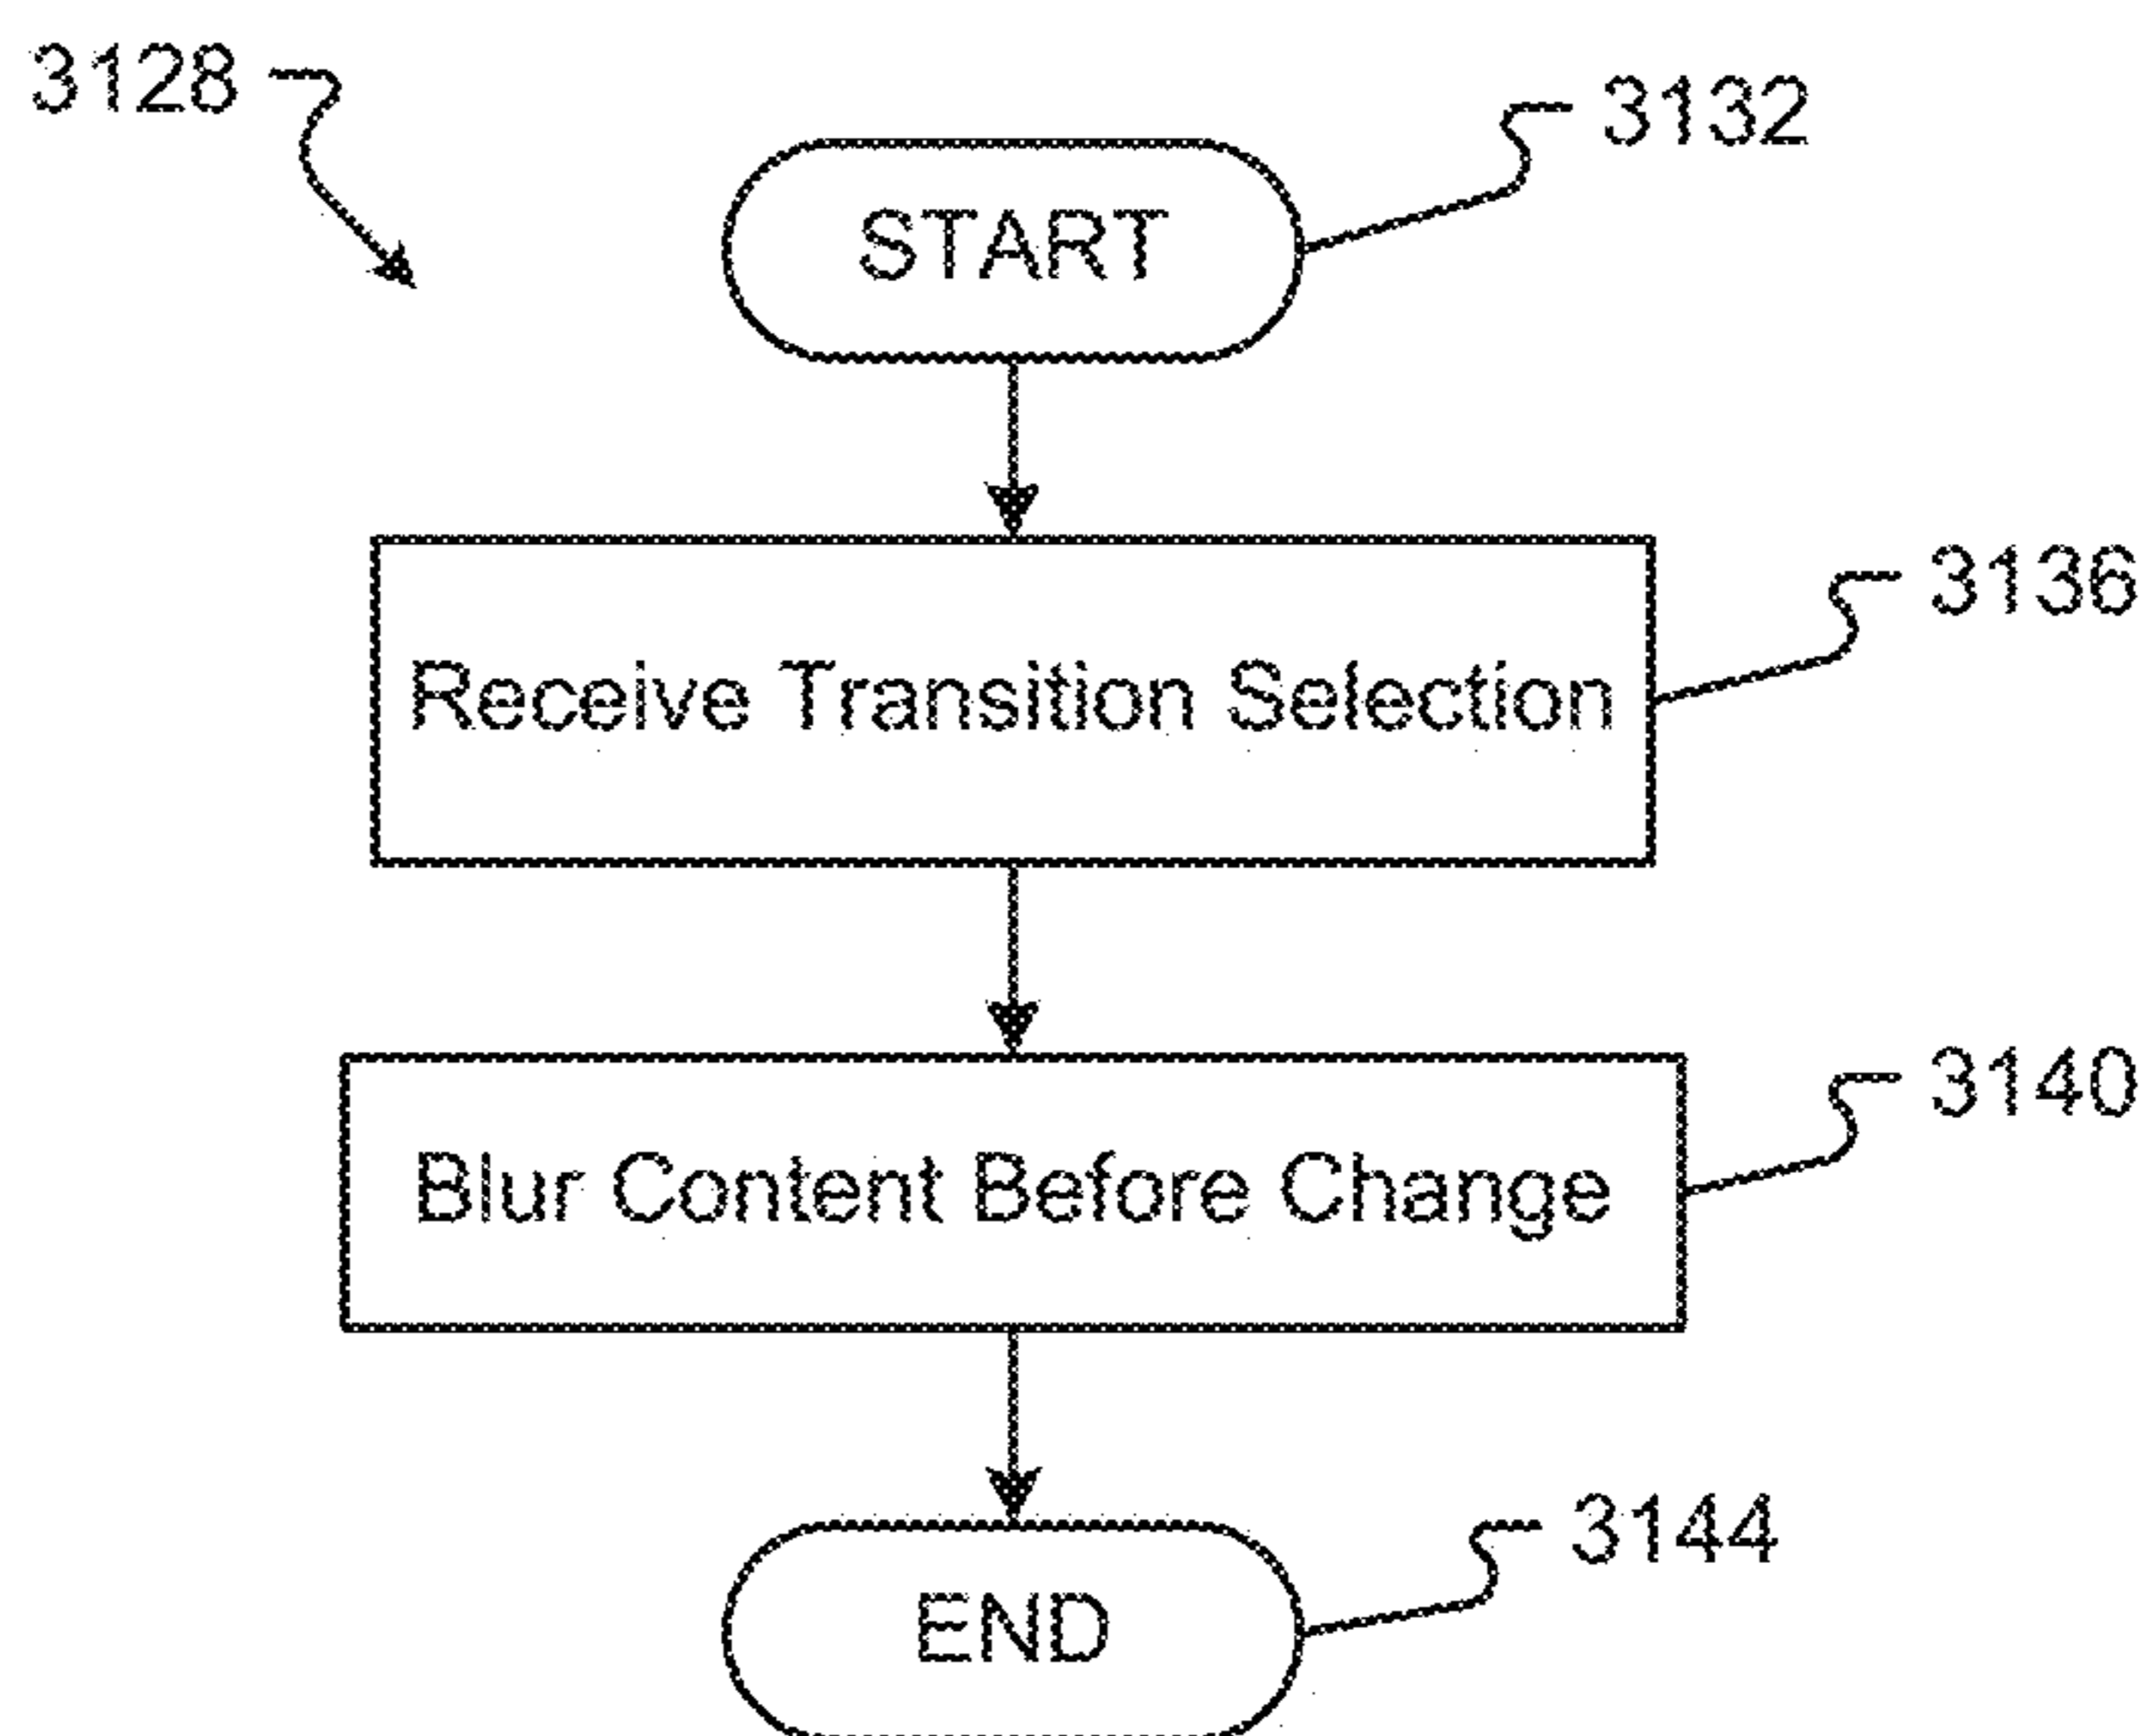 3128
3132
START
3136
Receive Transition Selection
3140
Blur Content Before Change
3144
END